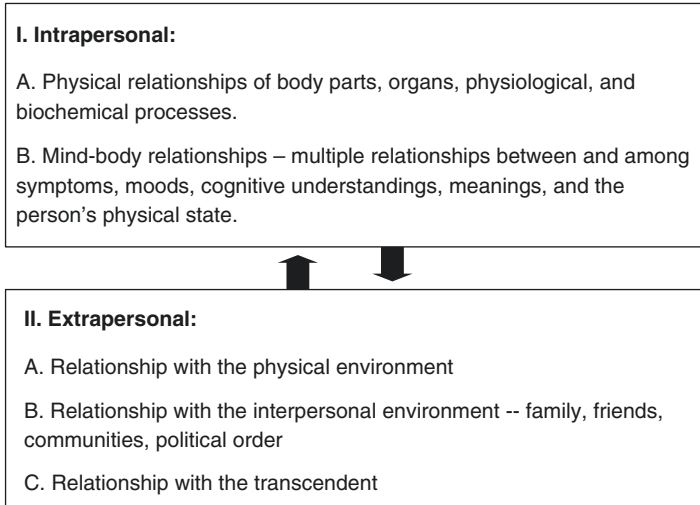 I. Intrapersonal:
A. Physical relationships of body parts, organs, physiological, and
biochemical processes.
B. Mind-body relationships – multiple relationships between and among
symptoms, moods, cognitive understandings, meanings, and the
person's physical state.
II. Extrapersonal:
A. Relationship with the physical environment
B. Relationship with the interpersonal environment -- family, friends,
communities, political order
C. Relationship with the transcendent